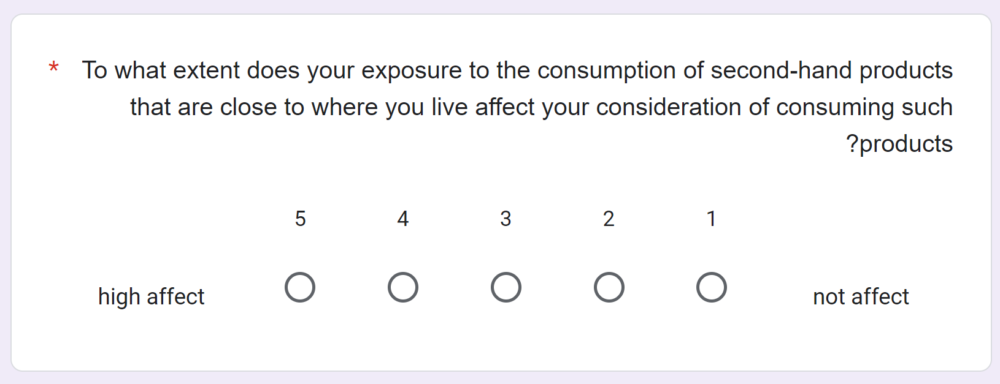 * To what extent does your exposure to the consumption of second-hand products
that are close to where you live affect your consideration of consuming such
?products
5 4 3 2 1
high affect not affect